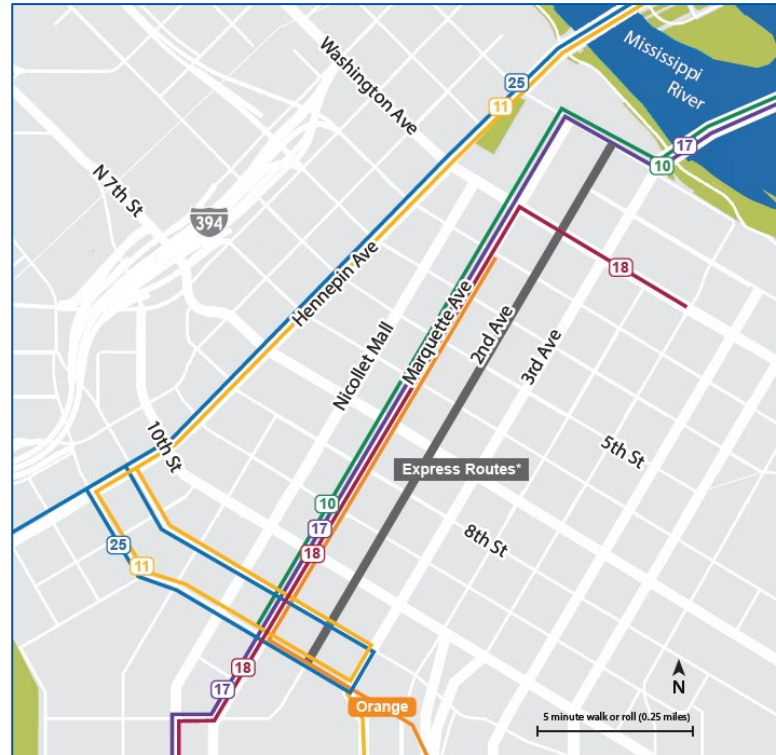 Mississippi
River
Washington Ave
25
11
17
10
N 7th St
394
Hennepin Ave
18
Marquette Ave
2nd Ave
Nicollet Mall
3rd Ave
10th St
5th St
Express Routes*
10
17
18
8th St
25
11
18
17
N
Orange
5 minute walk or roll (0.25 miles)